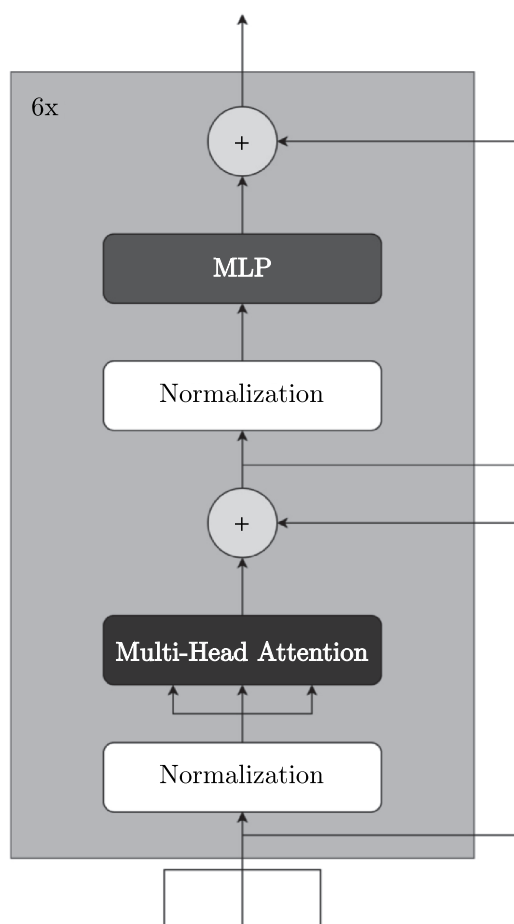 6x
+
MLP
Normalization
+
Multi-Head Attention
Normalization